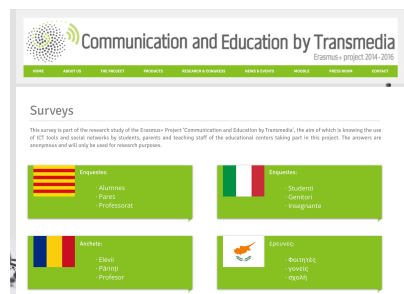 Communication and Education by Transmedia
Erasmus+ project 2014-2016
HOME ABOUT US THE PROJECT PRODUCTS RESEARCH & CONGRESS NEWS & EVENTS MOODLE PRESS ROOM CONTACT
Surveys
This survey is part of the research study of the Erasmus+ Project 'Communication and Education by Transmedia', the aim of which is knowing the use
of ICT tools and social networks by students, parents and teaching staff of the educational centers taking part in this project. The answers are
anonymous and will only be used for research purposes.
Enquestes:
· Alumnes
· Pares
· Professorat
Enquestes:
· Studenti
· Genitori
· Insegnante
Anchete:
· Elevii
· Părinți
· Profesor
Ερευνες:
· Φοιτητές
· γονείς
· σχολή